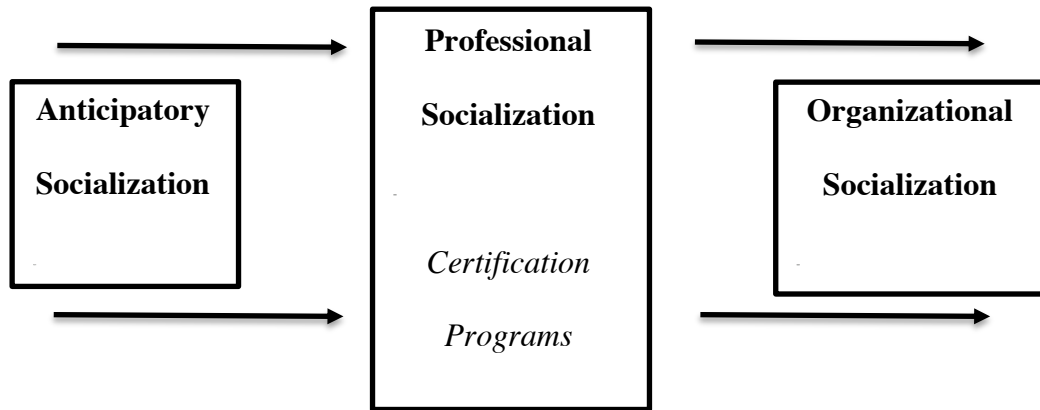 Anticipatory
Socialization
Professional
Socialization
Certification
Programs
Organizational
Socialization